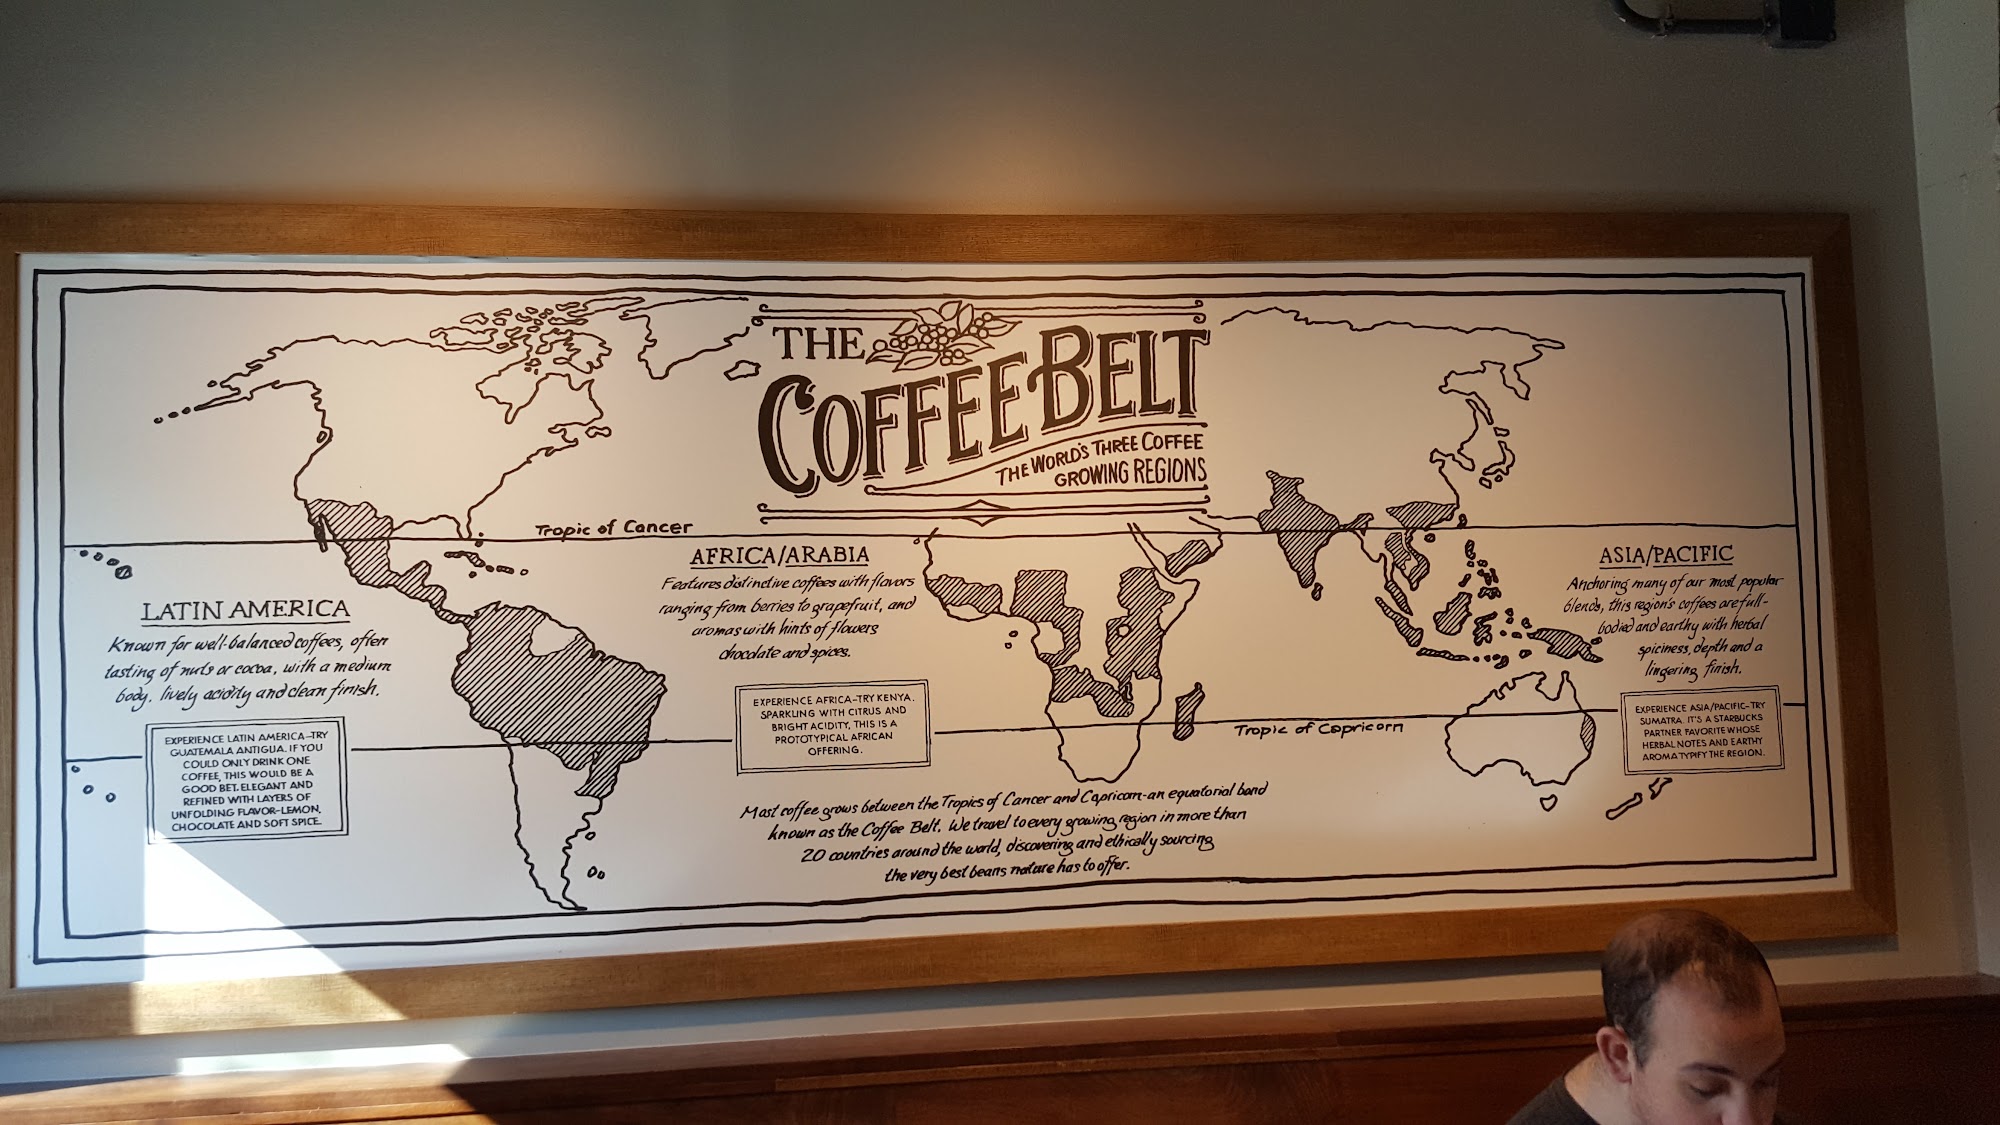 THE
COFFEE BELT
THE WORLD'S THREE COFFEE
GROWING REGIONS
Tropic of Cancer
LATIN AMERICA
Known for well-balanced coffees, often
tasting of nuts or cocoa, with a medium
body, lively acidity and clean finish.
EXPERIENCE LATIN AMERICA-TRY
GUATEMALA ANTIGUA. IF YOU
COULD ONLY DRINK ONE
COFFEE, THIS WOULD BE A
GOOD BET. ELEGANT AND
REFINED WITH LAYERS OF
UNFOLDING FLAVOR-LEMON,
CHOCOLATE AND SOFT SPICE.
AFRICA/ARABIA
Features distinctive coffees with flavors
ranging from berries to grapefruit, and
aromas with hints of flowers
chocolate and spices.
EXPERIENCE AFRICA-TRY KENYA.
SPARKLING WITH CITRUS AND
BRIGHT ACIDITY, THIS IS A
PROTOTYPICAL AFRICAN
OFFERING.
ASIA/PACIFIC
Anchoring many of our most popular
blends, this region's coffees are full-
bodied and earthy with herbal
spiciness, depth and a
lingering finish.
EXPERIENCE ASIA/PACIFIC-TRY
SUMATRA. IT'S A STARBUCKS
PARTNER FAVORITE WHOSE
HERBAL NOTES AND EARTHY
AROMA TYPIFY THE REGION.
Tropic of Capricorn
Most coffee grows between the Tropics of Cancer and Capricorn-an equatorial band
known as the Coffee Belt. We travel to every growing region in more than
20 countries around the world, discovering and ethically sourcing
the very best beans nature has to offer.